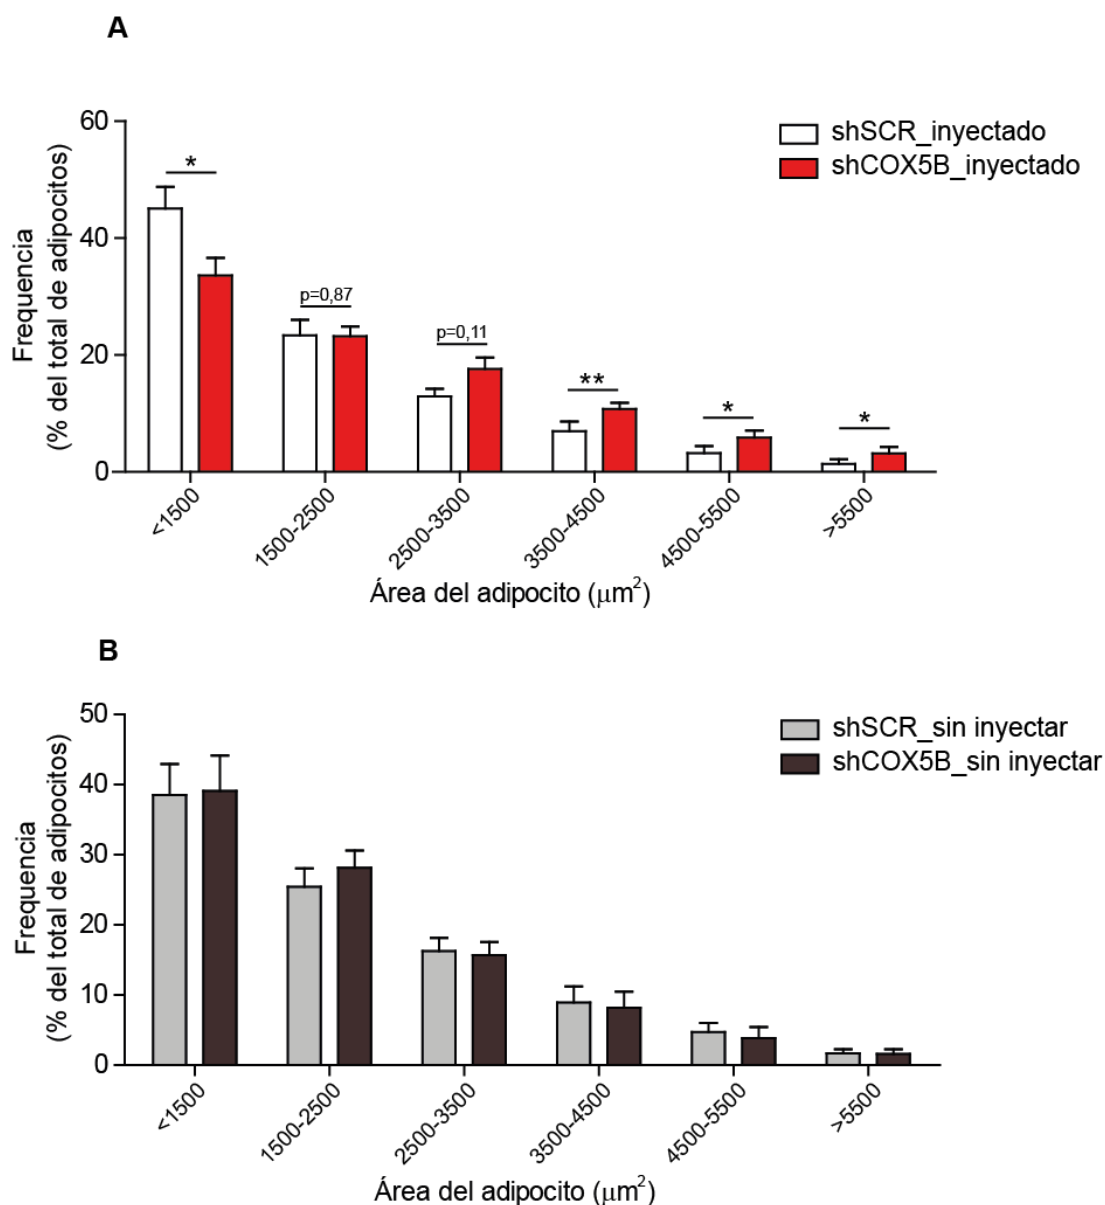 A
60
40
20
0
Frequencia
(% del total de adipocitos)
shSCR_inyectado
shCOX5B_inyectado
*
p=0,87
p=0,11
**
*
*
<1500
1500-2500
2500-3500
3500-4500
4500-5500
>5500
Área del adipocito (μm²)
B
50
40
30
20
10
0
Frequencia
(% del total de adipocitos)
shSCR_sin inyectar
shCOX5B_sin inyectar
<1500
1500-2500
2500-3500
3500-4500
4500-5500
>5500
Área del adipocito (μm²)